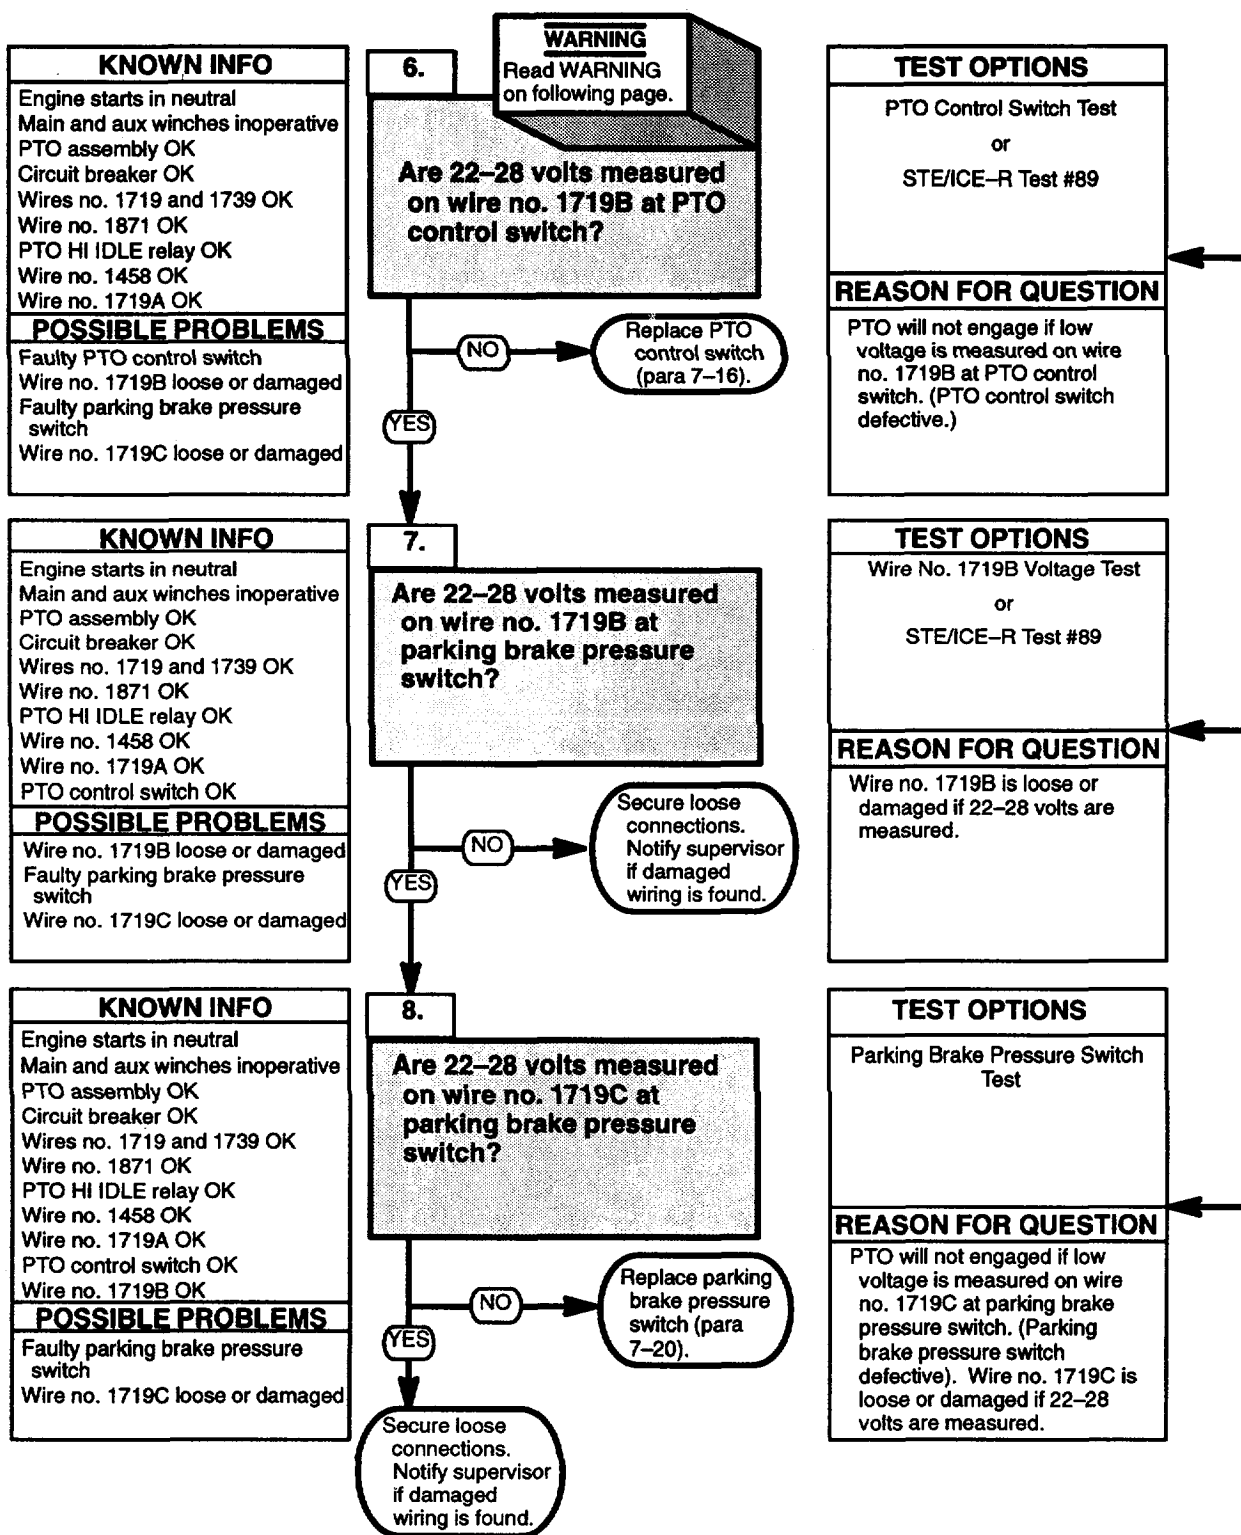 KNOWN INFO
Engine starts in neutral
Main and aux winches inoperative
PTO assembly OK
Circuit breaker OK
Wires no. 1719 and 1739 OK
Wire no. 1871 OK
PTO HI IDLE relay OK
Wire no. 1458 OK
Wire no. 1719A OK
POSSIBLE PROBLEMS
Faulty PTO control switch
Wire no. 1719B loose or damaged
Faulty parking brake pressure
switch
Wire no. 1719C loose or damaged
6.
WARNING
Read WARNING
on following page.
Are 22–28 volts measured
on wire no. 1719B at PTO
control switch?
NO
Replace PTO
control switch
(para 7–16).
YES
TEST OPTIONS
PTO Control Switch Test
or
STE/ICE–R Test #89
REASON FOR QUESTION
PTO will not engage if low
voltage is measured on wire
no. 1719B at PTO control
switch. (PTO control switch
defective.)
KNOWN INFO
Engine starts in neutral
Main and aux winches inoperative
PTO assembly OK
Circuit breaker OK
Wires no. 1719 and 1739 OK
Wire no. 1871 OK
PTO HI IDLE relay OK
Wire no. 1458 OK
Wire no. 1719A OK
PTO control switch OK
POSSIBLE PROBLEMS
Wire no. 1719B loose or damaged
Faulty parking brake pressure
switch
Wire no. 1719C loose or damaged
7.
Are 22–28 volts measured
on wire no. 1719B at
parking brake pressure
switch?
NO
Secure loose
connections.
Notify supervisor
if damaged
wiring is found.
YES
TEST OPTIONS
Wire No. 1719B Voltage Test
or
STE/ICE–R Test #89
REASON FOR QUESTION
Wire no. 1719B is loose or
damaged if 22–28 volts are
measured.
KNOWN INFO
Engine starts in neutral
Main and aux winches inoperative
PTO assembly OK
Circuit breaker OK
Wires no. 1719 and 1739 OK
Wire no. 1871 OK
PTO HI IDLE relay OK
Wire no. 1458 OK
Wire no. 1719A OK
PTO control switch OK
Wire no. 1719B OK
POSSIBLE PROBLEMS
Faulty parking brake pressure
switch
Wire no. 1719C loose or damaged
8.
Are 22–28 volts measured
on wire no. 1719C at
parking brake pressure
switch?
NO
Replace parking
brake pressure
switch (para
7–20).
YES
Secure loose
connections.
Notify supervisor
if damaged
wiring is found.
TEST OPTIONS
Parking Brake Pressure Switch
Test
REASON FOR QUESTION
PTO will not engaged if low
voltage is measured on wire
no. 1719C at parking brake
pressure switch. (Parking
brake pressure switch
defective). Wire no. 1719C is
loose or damaged if 22–28
volts are measured.